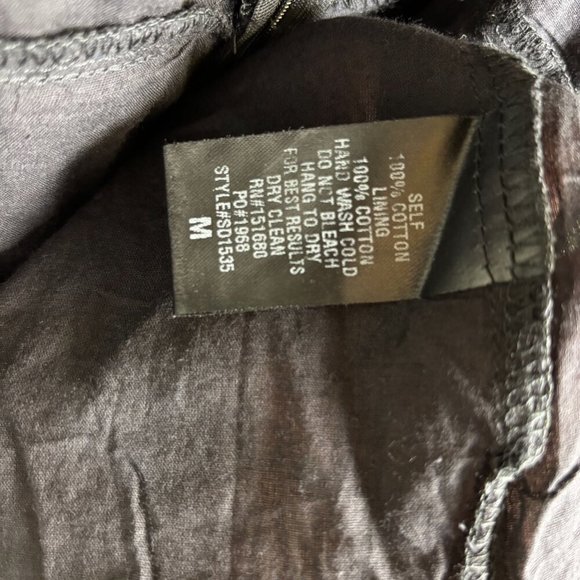 SELF
100% COTTON
LINING
100% COTTON
HAND WASH COLD
DO NOT BLEACH
HANG TO DRY
FOR BEST RESULTS
DRY CLEAN
RN#151680
PO#1968
STYLE#SD1535
M